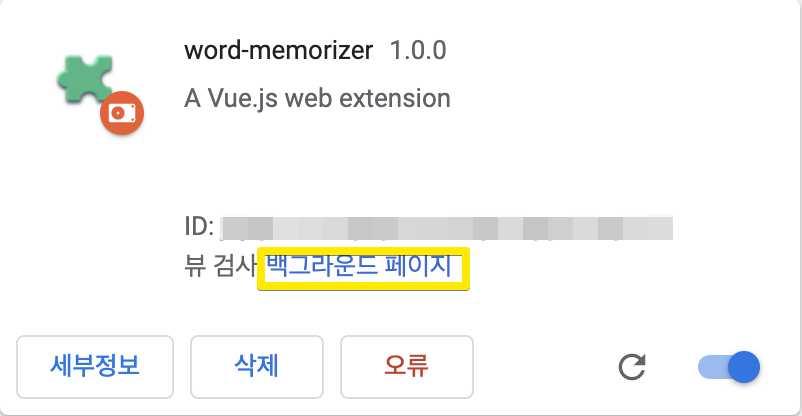 word-memorizer 1.0.0
A Vue.js web extension
ID:
뷰 검사 백그라운드 페이지
세부정보 삭제 오류